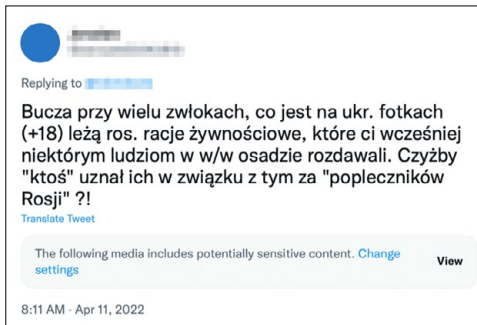 Replying to
Bucza przy wielu zwłokach, co jest na ukr. fotkach
(+18) leżą ros. racje żywnościowe, które ci wcześniej
niektórym ludziom w w/w osadzie rozdawali. Czyżby
"ktoś" uznał ich w związku z tym za "popleczników
Rosji" ?!
Translate Tweet
The following media includes potentially sensitive content. Change
settings
View
8:11 AM · Apr 11, 2022